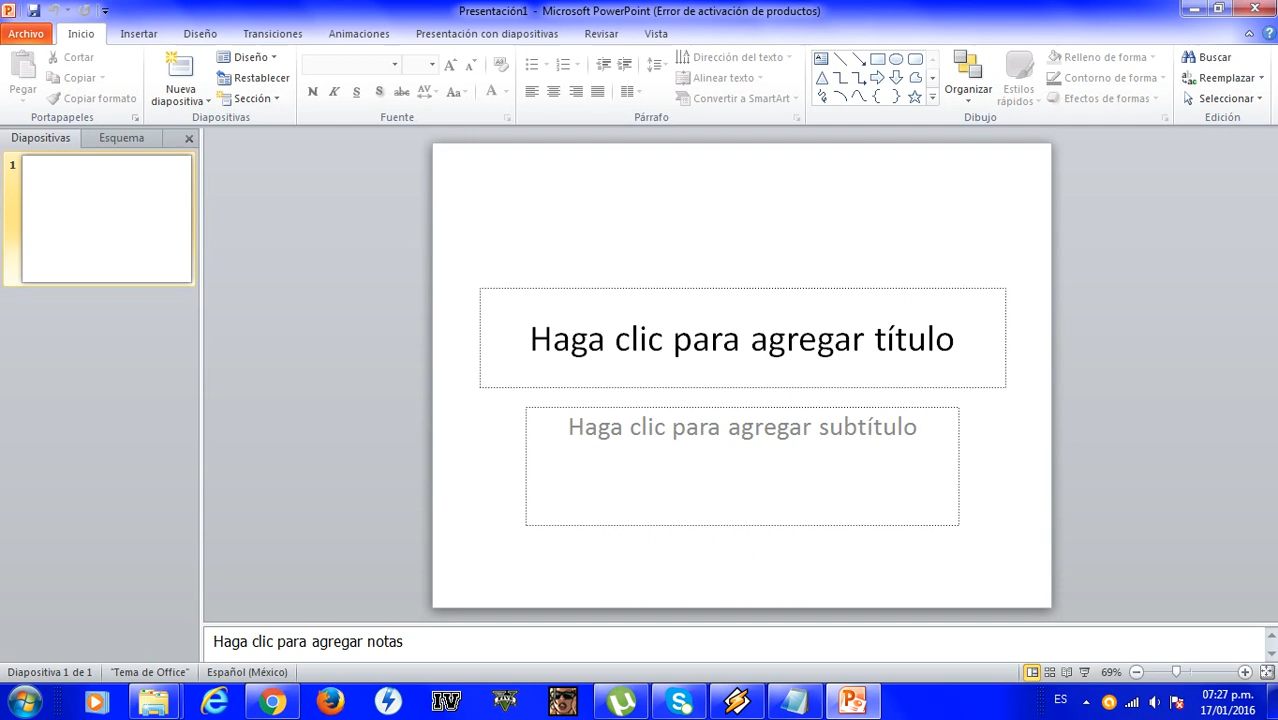 Presentación1 - Microsoft PowerPoint (Error de activación de productos)
Archivo Inicio Insertar Diseño Transiciones Animaciones Presentación con diapositivas Revisar Vista
Pegar
Cortar
Copiar
Copiar formato
Portapapeles
Nueva diapositiva
Diseño
Restablecer
Sección
Diapositivas
N K S S abc AV Aa A
Fuente
Dirección del texto
Alinear texto
Convertir a SmartArt
Párrafo
Organizar
Estilos rápidos
Relleno de forma
Contorno de forma
Efectos de formas
Dibujo
Buscar
Reemplazar
Seleccionar
Edición
Diapositivas Esquema
1
Haga clic para agregar título
Haga clic para agregar subtítulo
Haga clic para agregar notas
Diapositiva 1 de 1 "Tema de Office" Español (México) 69%
IV V ES 07:27 p.m.
17/01/2016